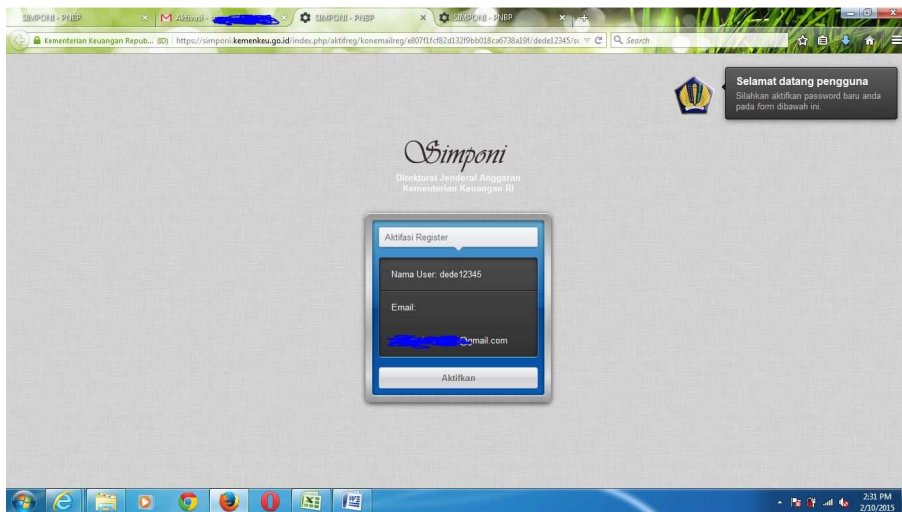 SIMPONI - PNBP
Aktivasi -
SIMPONI - PNBP
SIMPONI - PNBP
Kementerian Keuangan Repub... (ID)
https://simponi.kemenkeu.go.id/index.php/aktifreg/konemailreg/e807f1fcf82d132f9bb018ca6738a19f/dede12345/
Search
Selamat datang pengguna
Silahkan aktifkan password baru anda
pada form dibawah ini.
Simponi
Direktorat Jenderal Anggaran
Kementerian Keuangan RI
Aktifasi Register
Nama User: dede12345
Email:
@gmail.com
Aktifkan
2:31 PM
2/10/2015